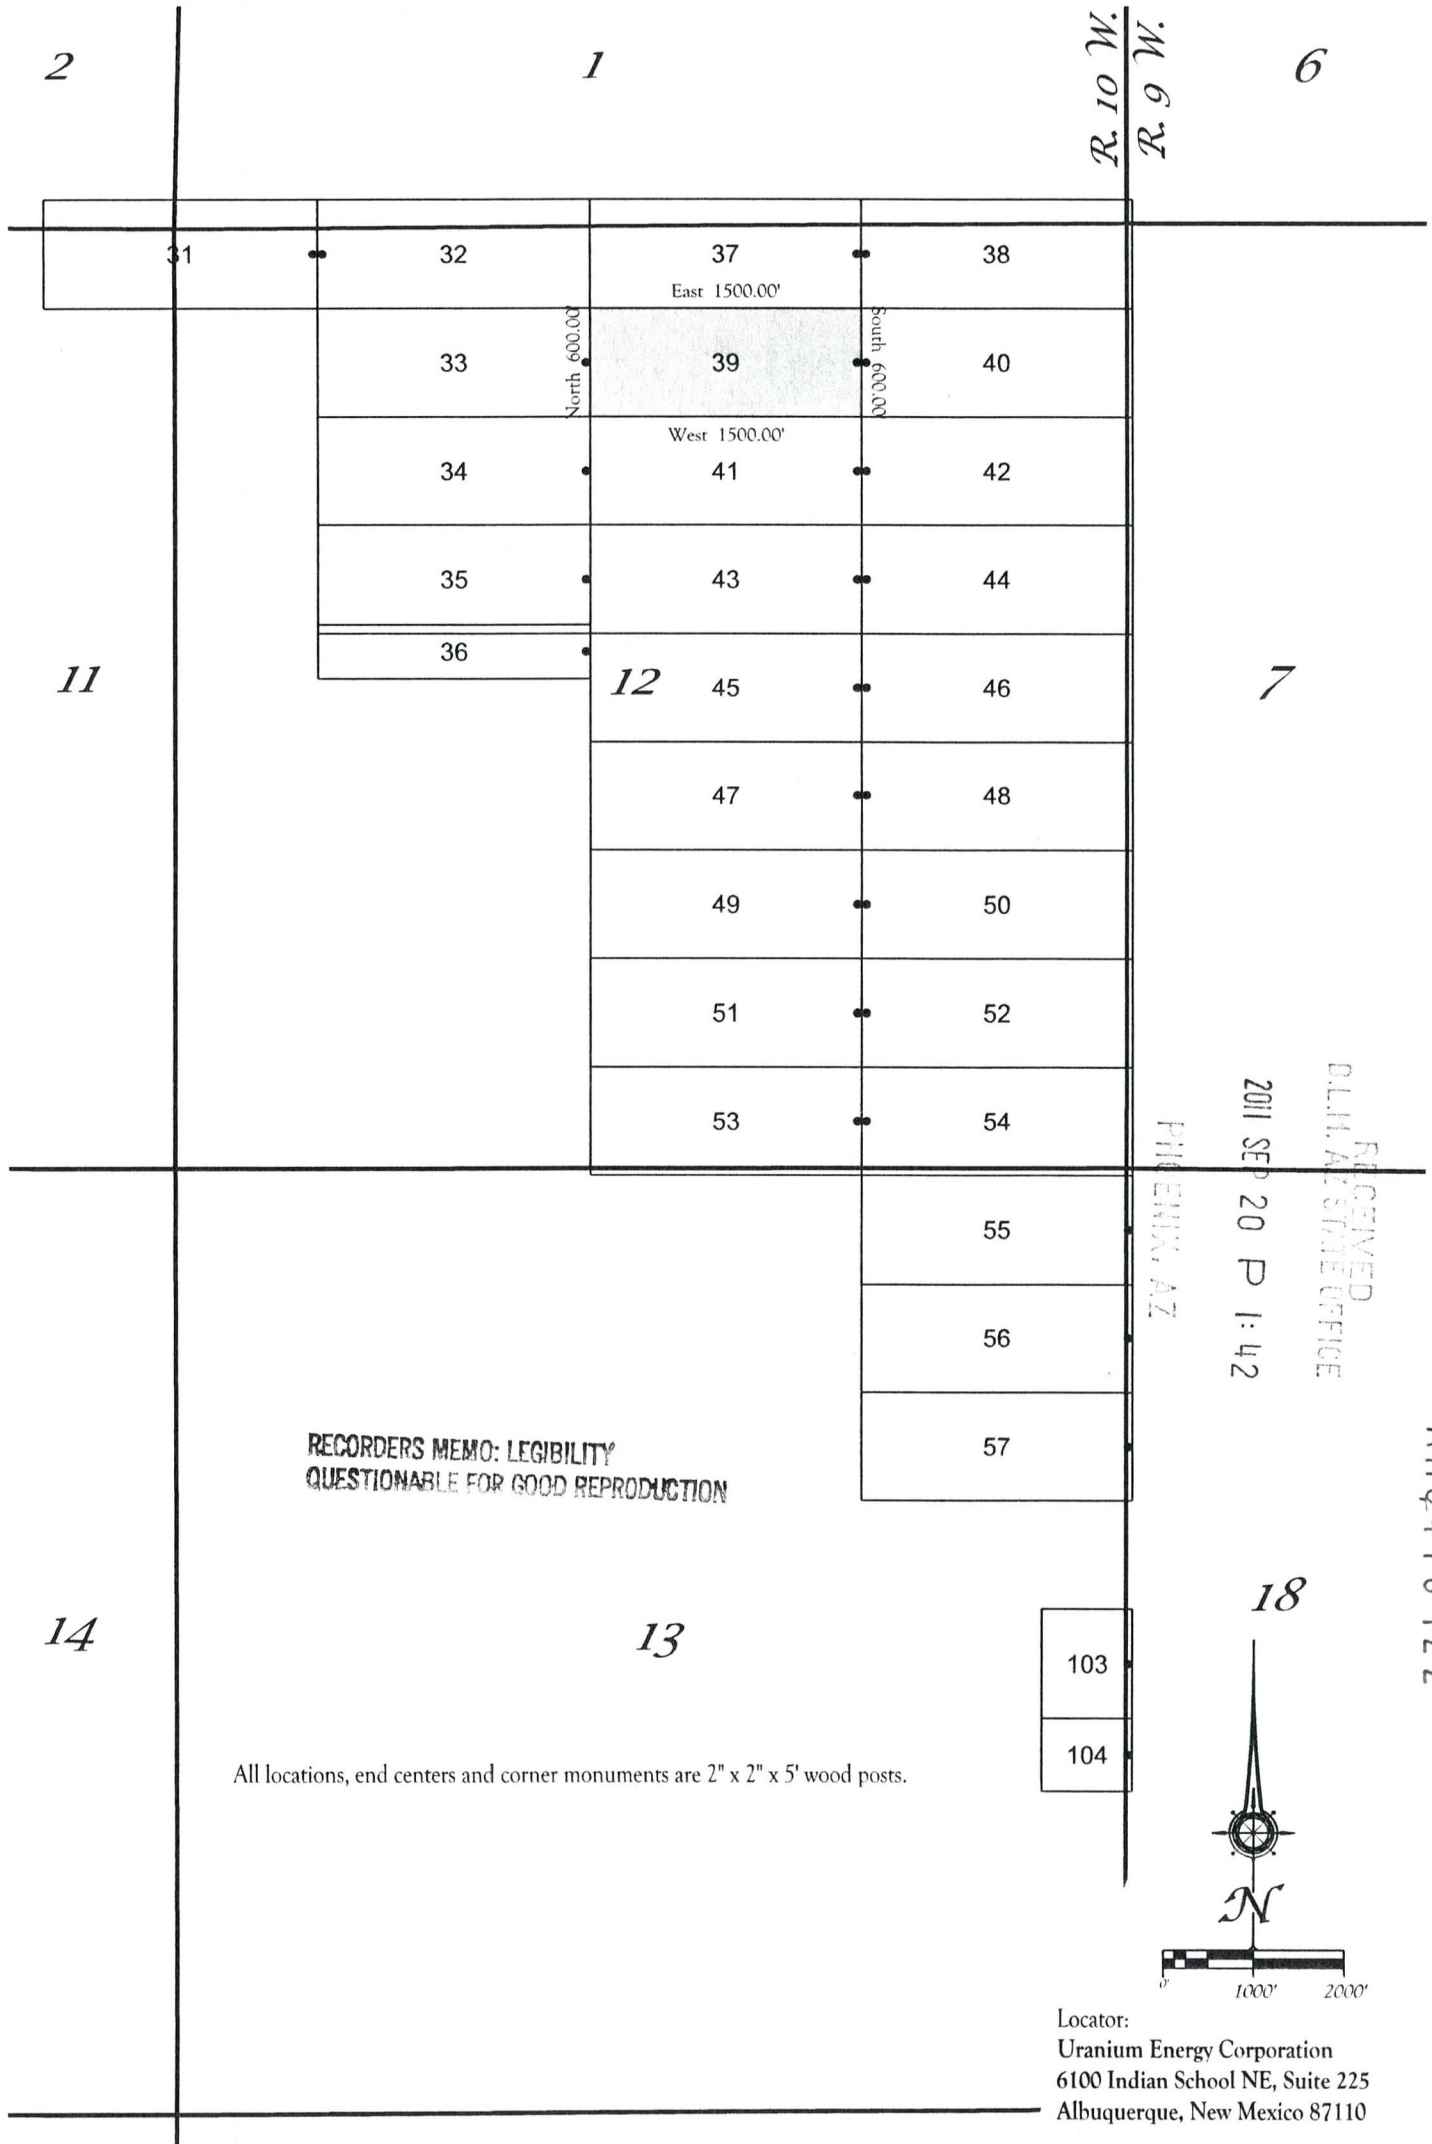 2 1 R. 10 W. R. 9 W. 6
31 32 37 38
East 1500.00'
North 600.00'
South 600.00'
33 39 40
West 1500.00'
34 41 42
35 43 44
36
11 12 45 46 7
47 48
49 50
51 52
53 54
55
56
57
RECEIVED
B.L.M. AZ STATE OFFICE
2011 SEP 20 P 1:42
PHOENIX, AZ
RECORDERS MEMO: LEGIBILITY
QUESTIONABLE FOR GOOD REPRODUCTION
18
14 13
103
104
All locations, end centers and corner monuments are 2" x 2" x 5' wood posts.
N
0' 1000' 2000'
Locator:
Uranium Energy Corporation
6100 Indian School NE, Suite 225
Albuquerque, New Mexico 87110